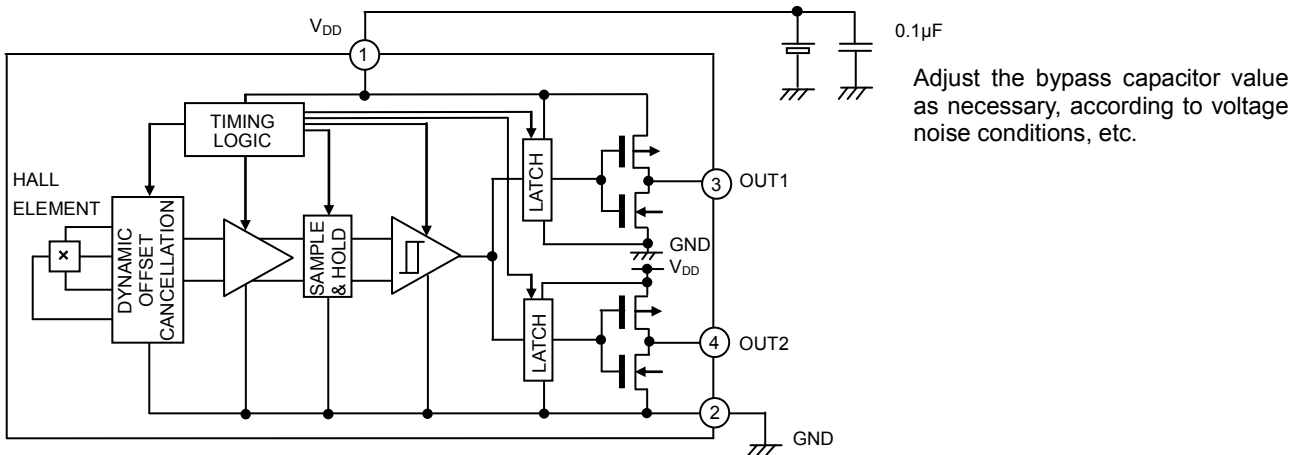 VDD
1
0.1µF
Adjust the bypass capacitor value
as necessary, according to voltage
noise conditions, etc.
TIMING
LOGIC
HALL
ELEMENT
×
DYNAMIC
OFFSET
CANCELLATION
SAMPLE
& HOLD
LATCH
3
OUT1
GND
VDD
LATCH
4
OUT2
2
GND